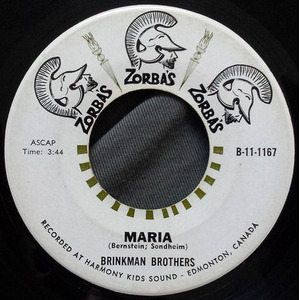 ZORBA'S
ZORBA'S
ZORBA'S
ASCAP
Time: 3:44
B-11-1167
MARIA
(Bernstein; Sondheim)
BRINKMAN BROTHERS
RECORDED AT HARMONY KIDS SOUND - EDMONTON, CANADA